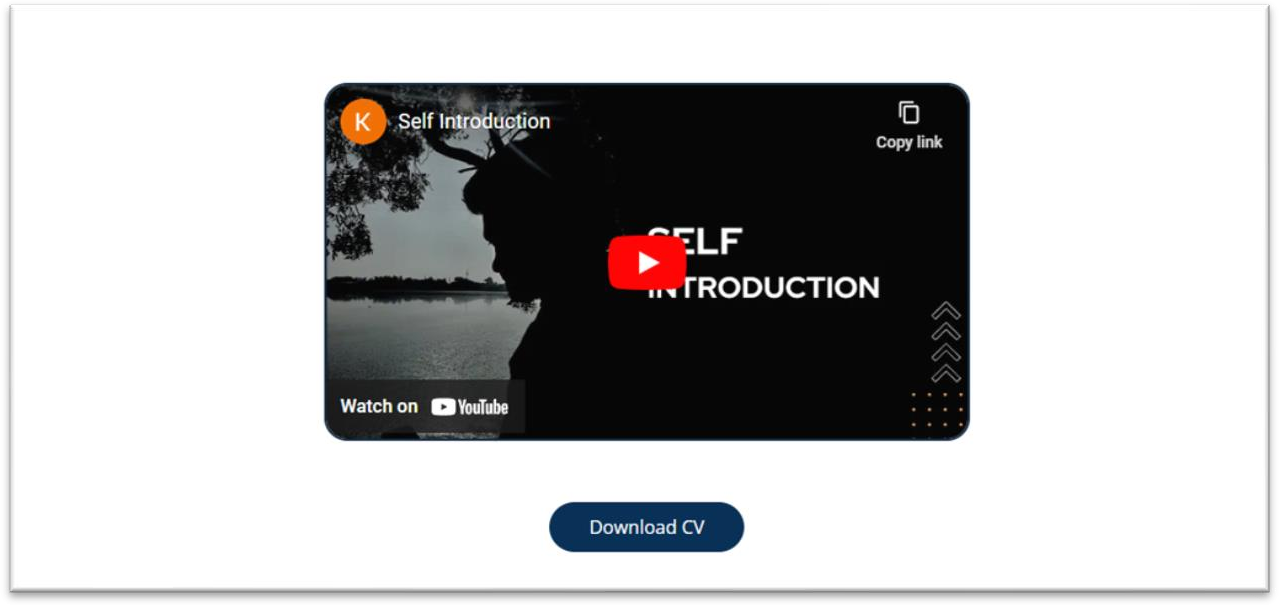 K
Self Introduction
Copy link
SELF
INTRODUCTION
Watch on YouTube
Download CV